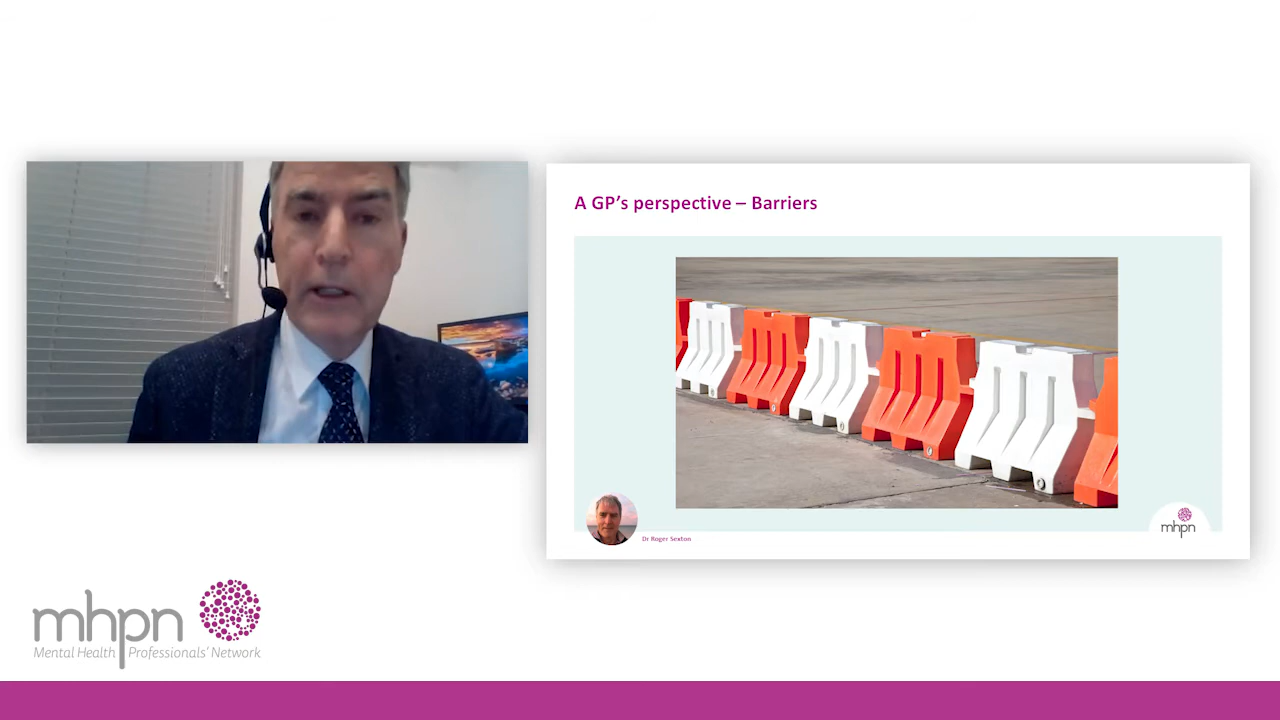 A GP's perspective – Barriers
Dr Roger Sexton
mhpn
mhpn
Mental Health Professionals' Network